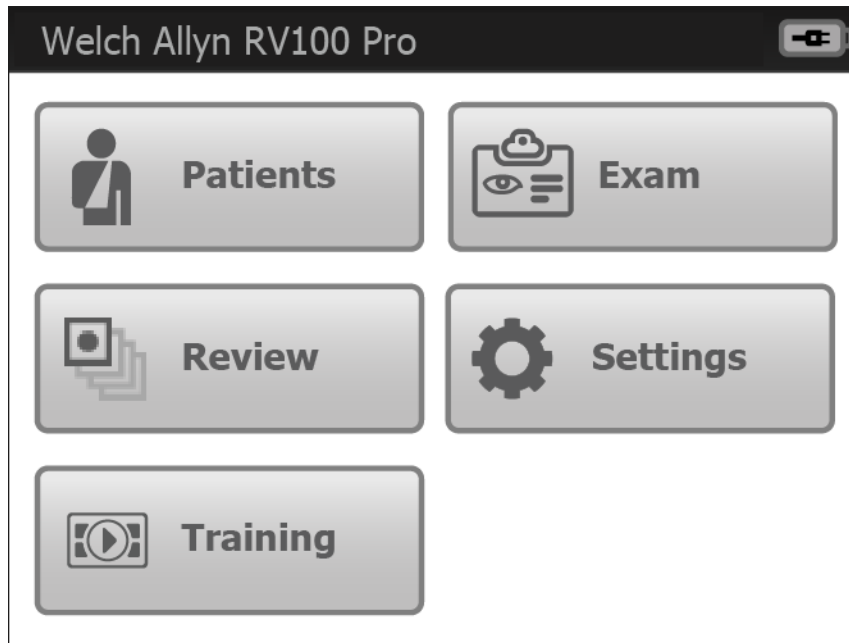 Welch Allyn RV100 Pro
Patients
Exam
Review
Settings
Training